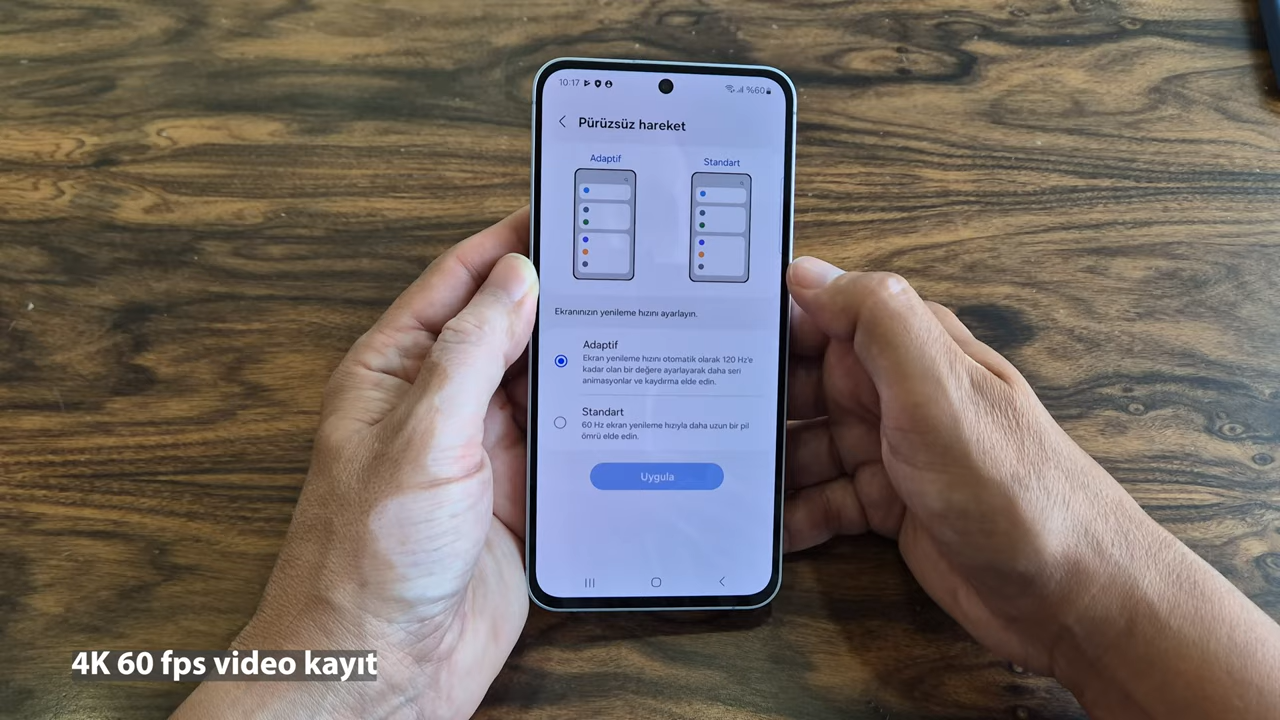 10:17
%60
Pürüzsüz hareket
Adaptif
Standart
Ekranınızın yenileme hızını ayarlayın.
Adaptif
Ekran yenileme hızını otomatik olarak 120 Hz'e
kadar olan bir değere ayarlayarak daha seri
animasyonlar ve kaydırma elde edin.
Standart
60 Hz ekran yenileme hızıyla daha uzun bir pil
ömrü elde edin.
Uygula
4K 60 fps video kayıt